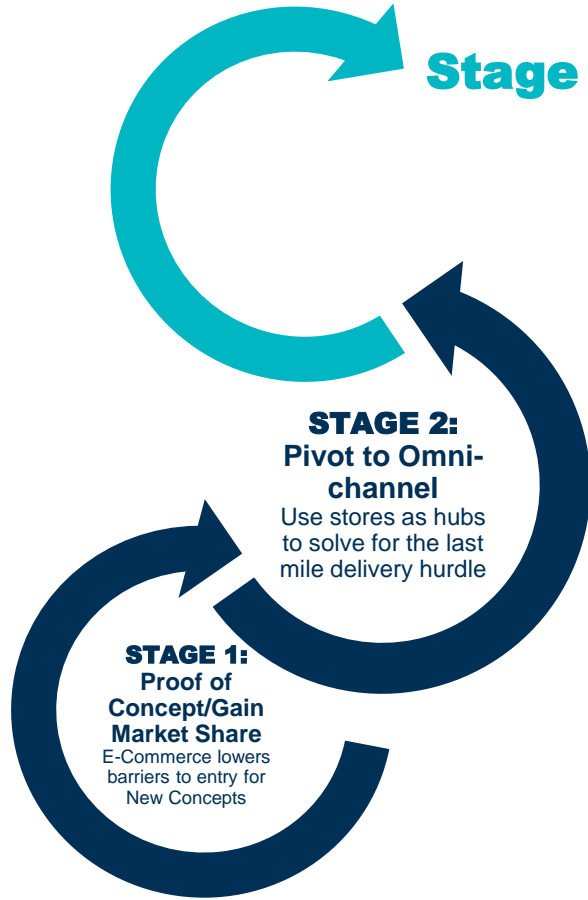 Stage
STAGE 2:
Pivot to Omni-
channel
Use stores as hubs
to solve for the last
mile delivery hurdle
STAGE 1:
Proof of
Concept/Gain
Market Share
E-Commerce lowers
barriers to entry for
New Concepts